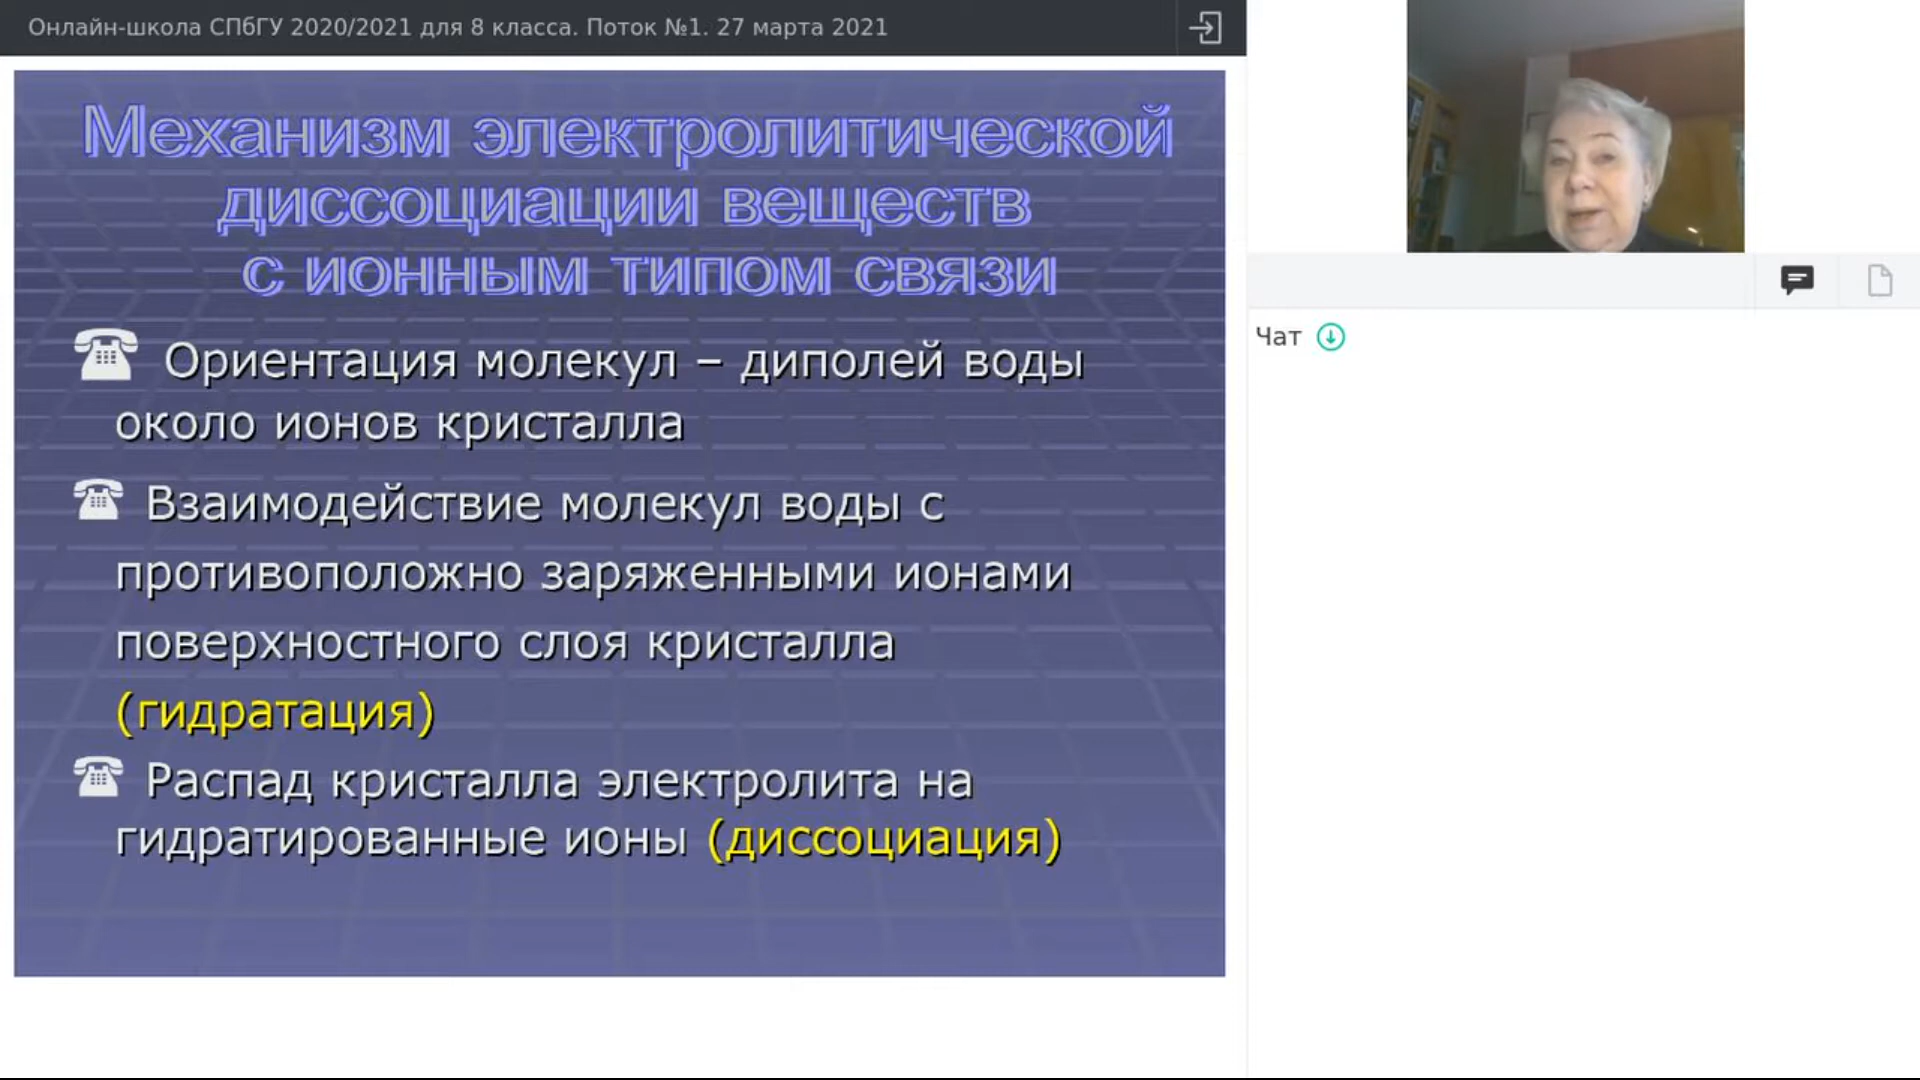 Онлайн-школа СПбГУ 2020/2021 для 8 класса. Поток №1. 27 марта 2021
Механизм электролитической
диссоциации веществ
с ионным типом связи
Ориентация молекул – диполей воды
около ионов кристалла
Взаимодействие молекул воды с
противоположно заряженными ионами
поверхностного слоя кристалла
(гидратация)
Распад кристалла электролита на
гидратированные ионы (диссоциация)
Чат